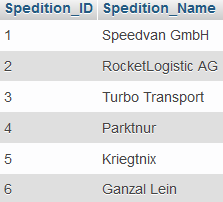 Spedition_ID Spedition_Name
1 Speedvan GmbH
2 RocketLogistic AG
3 Turbo Transport
4 Parktnur
5 Kriegtnix
6 Ganzal Lein